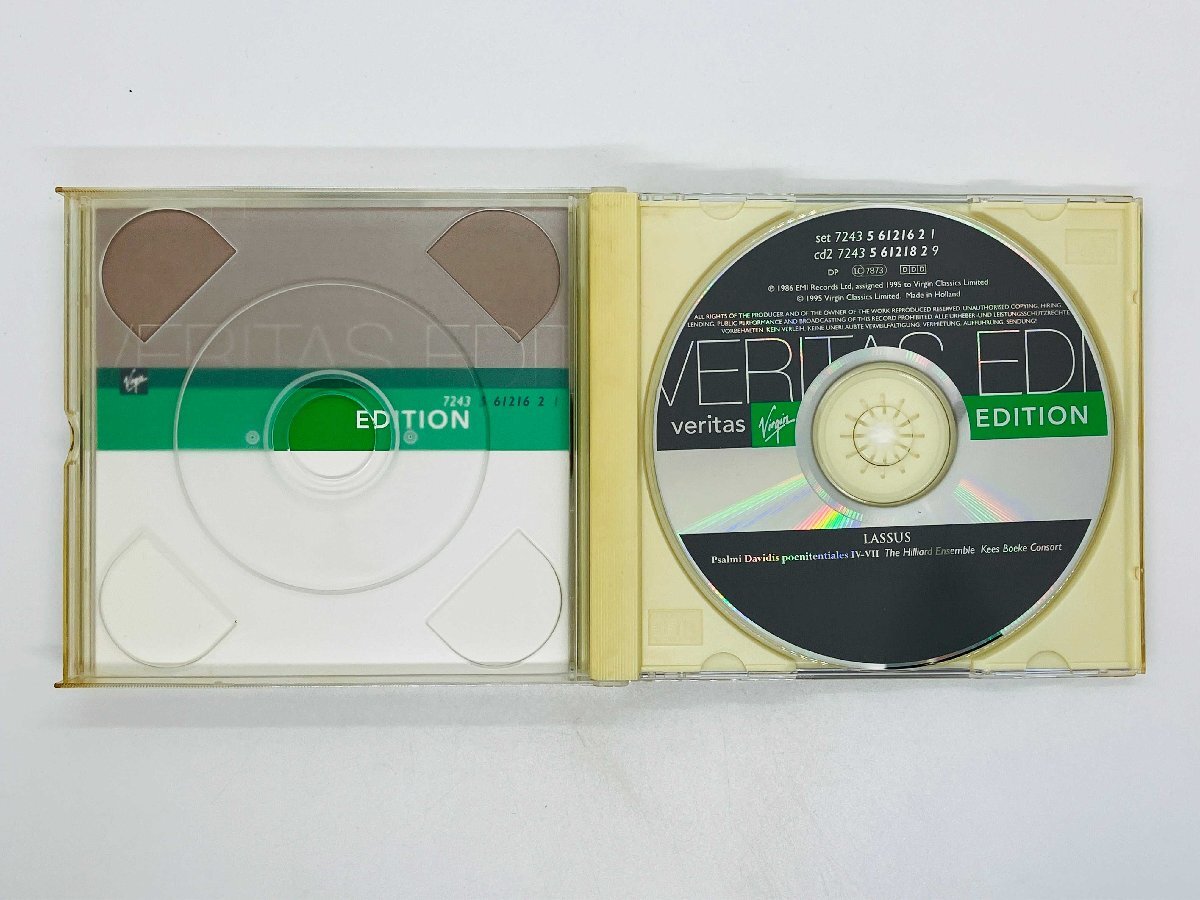 VERITAS EDI
Virgin
7243 5 61216 2 1
EDITION
set 7243 5 61216 2 1
cd2 7243 5 61218 2 9
DP LC 7873 DDD
℗ 1986 EMI Records Ltd, assigned 1995 to Virgin Classics Limited
© 1995 Virgin Classics Limited. Made in Holland
ALL RIGHTS OF THE PRODUCER AND OF THE OWNER OF THE WORK REPRODUCED RESERVED. UNAUTHORISED COPYING, HIRING,
LENDING, PUBLIC PERFORMANCE AND BROADCASTING OF THIS RECORD PROHIBITED. ALLE URHEBER-UND LEISTUNGSSCHUTZRECHTE
VORBEHALTEN. KEIN VERLEIH, KEINE UNERLAUBTE VERVIELFÄLTIGUNG, VERMIETUNG, AUFFÜHRUNG, SENDUNG!
VERITAS EDI
veritas Virgin EDITION
LASSUS
Psalmi Davidis poenitentiales IV–VII The Hilliard Ensemble Kees Boeke Consort